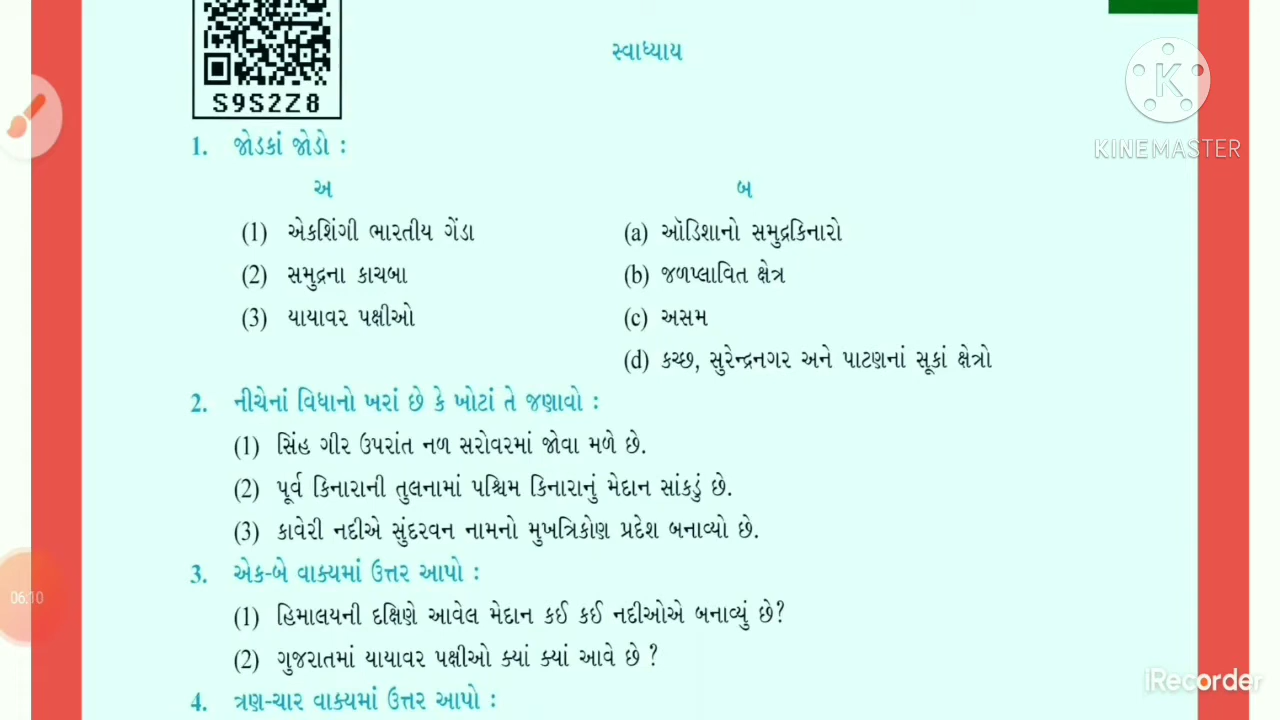 સ્વાધ્યાય
S9S2Z8
KINEMASTER
1. જોડકાં જોડો :
અ બ
(1) એકશિંગી ભારતીય ગેંડા (a) ઑડિશાનો સમુદ્રકિનારો
(2) સમુદ્રના કાચબા (b) જળપ્લાવિત ક્ષેત્ર
(3) યાયાવર પક્ષીઓ (c) અસમ
(d) કચ્છ, સુરેન્દ્રનગર અને પાટણનાં સૂકાં ક્ષેત્રો
2. નીચેનાં વિધાનો ખરાં છે કે ખોટાં તે જણાવો :
(1) સિંહ ગીર ઉપરાંત નળ સરોવરમાં જોવા મળે છે.
(2) પૂર્વ કિનારાની તુલનામાં પશ્ચિમ કિનારાનું મેદાન સાંકડું છે.
(3) કાવેરી નદીએ સુંદરવન નામનો મુખત્રિકોણ પ્રદેશ બનાવ્યો છે.
3. એક-બે વાક્યમાં ઉત્તર આપો :
06:10
(1) હિમાલયની દક્ષિણે આવેલ મેદાન કઈ કઈ નદીઓએ બનાવ્યું છે?
(2) ગુજરાતમાં યાયાવર પક્ષીઓ ક્યાં ક્યાં આવે છે ?
iRecorder
4. ત્રણ-ચાર વાક્યમાં ઉત્તર આપો :